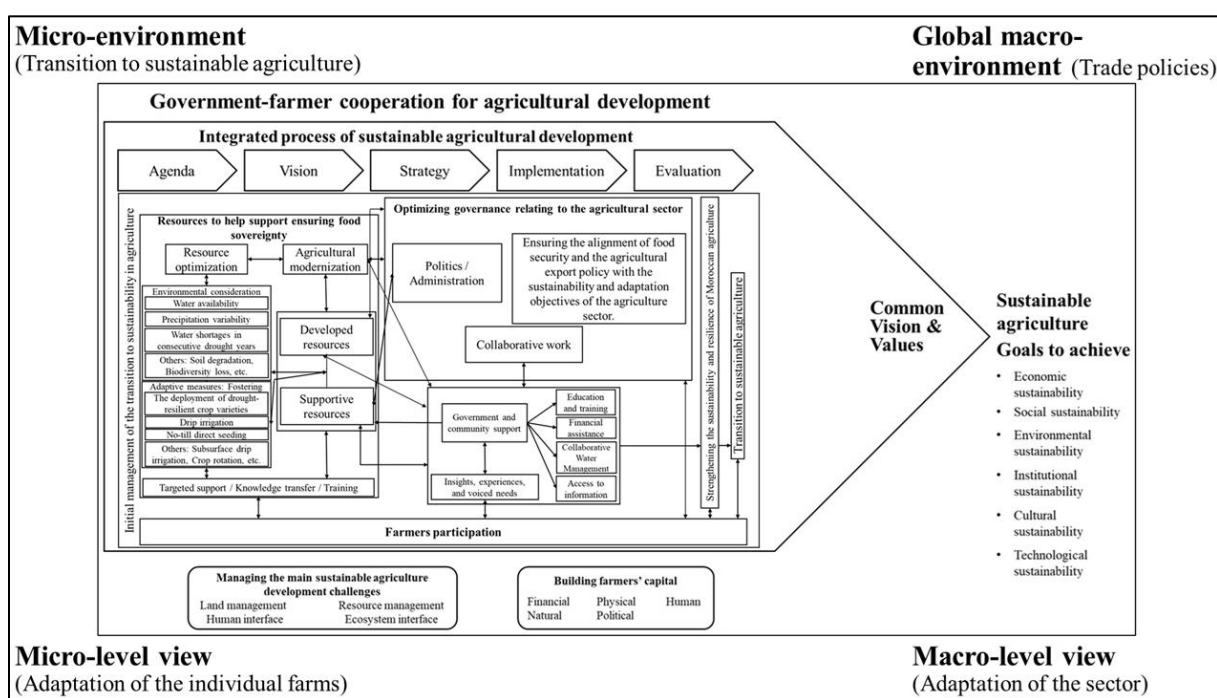 Micro-environment
(Transition to sustainable agriculture)
Global macro-
environment (Trade policies)
Government-farmer cooperation for agricultural development
Integrated process of sustainable agricultural development
Agenda
Vision
Strategy
Implementation
Evaluation
Initial management of the transition to sustainability in agriculture
Resources to help support ensuring food
sovereignty
Resource
optimization
Agricultural
modernization
Environmental consideration
Water availability
Precipitation variability
Water shortages in
consecutive drought years
Others: Soil degradation,
Biodiversity loss, etc.
Adaptive measures: Fostering
The deployment of drought-
resilient crop varieties
Drip irrigation
No-till direct seeding
Others: Subsurface drip
irrigation, Crop rotation, etc.
Developed
resources
Supportive
resources
Targeted support / Knowledge transfer / Training
Optimizing governance relating to the agricultural sector
Politics /
Administration
Ensuring the alignment of food
security and the agricultural
export policy with the
sustainability and adaptation
objectives of the agriculture
sector.
Collaborative work
Government and
community support
Education
and training
Financial
assistance
Collaborative
Water
Management
Access to
information
Insights, experiences,
and voiced needs
Strengthening the sustainability and resilience of Moroccan agriculture
Transition to sustainable agriculture
Farmers participation
Common
Vision &
Values
Sustainable
agriculture
Goals to achieve
• Economic
sustainability
• Social sustainability
• Environmental
sustainability
• Institutional
sustainability
• Cultural
sustainability
• Technological
sustainability
Managing the main sustainable agriculture
development challenges
Land management Resource management
Human interface Ecosystem interface
Building farmers' capital
Financial Physical Human
Natural Political
Micro-level view
(Adaptation of the individual farms)
Macro-level view
(Adaptation of the sector)